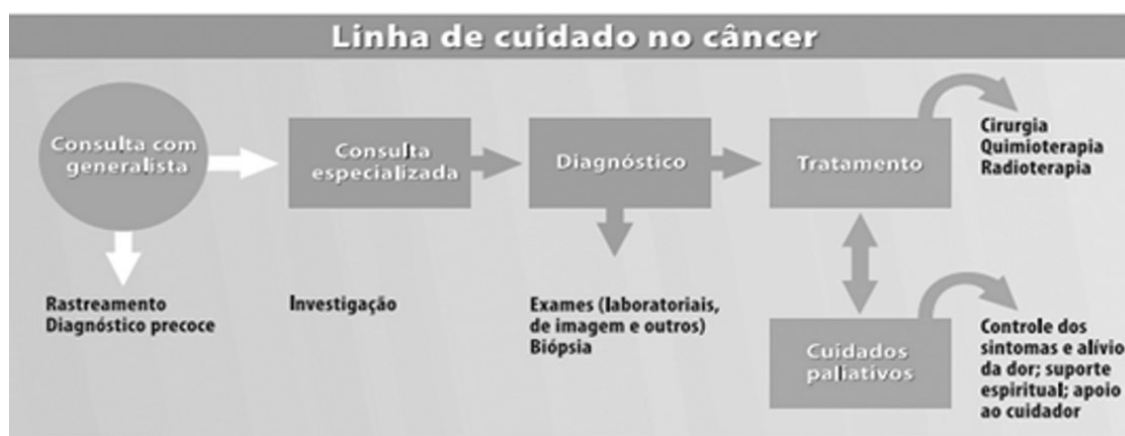 Linha de cuidado no câncer
Consulta com
generalista
Rastreamento
Diagnóstico precoce
Consulta
especializada
Investigação
Diagnóstico
Exames (laboratoriais,
de imagem e outros)
Biópsia
Tratamento
Cirurgia
Quimioterapia
Radioterapia
Cuidados
paliativos
Controle dos
sintomas e alívio
da dor; suporte
espiritual; apoio
ao cuidador